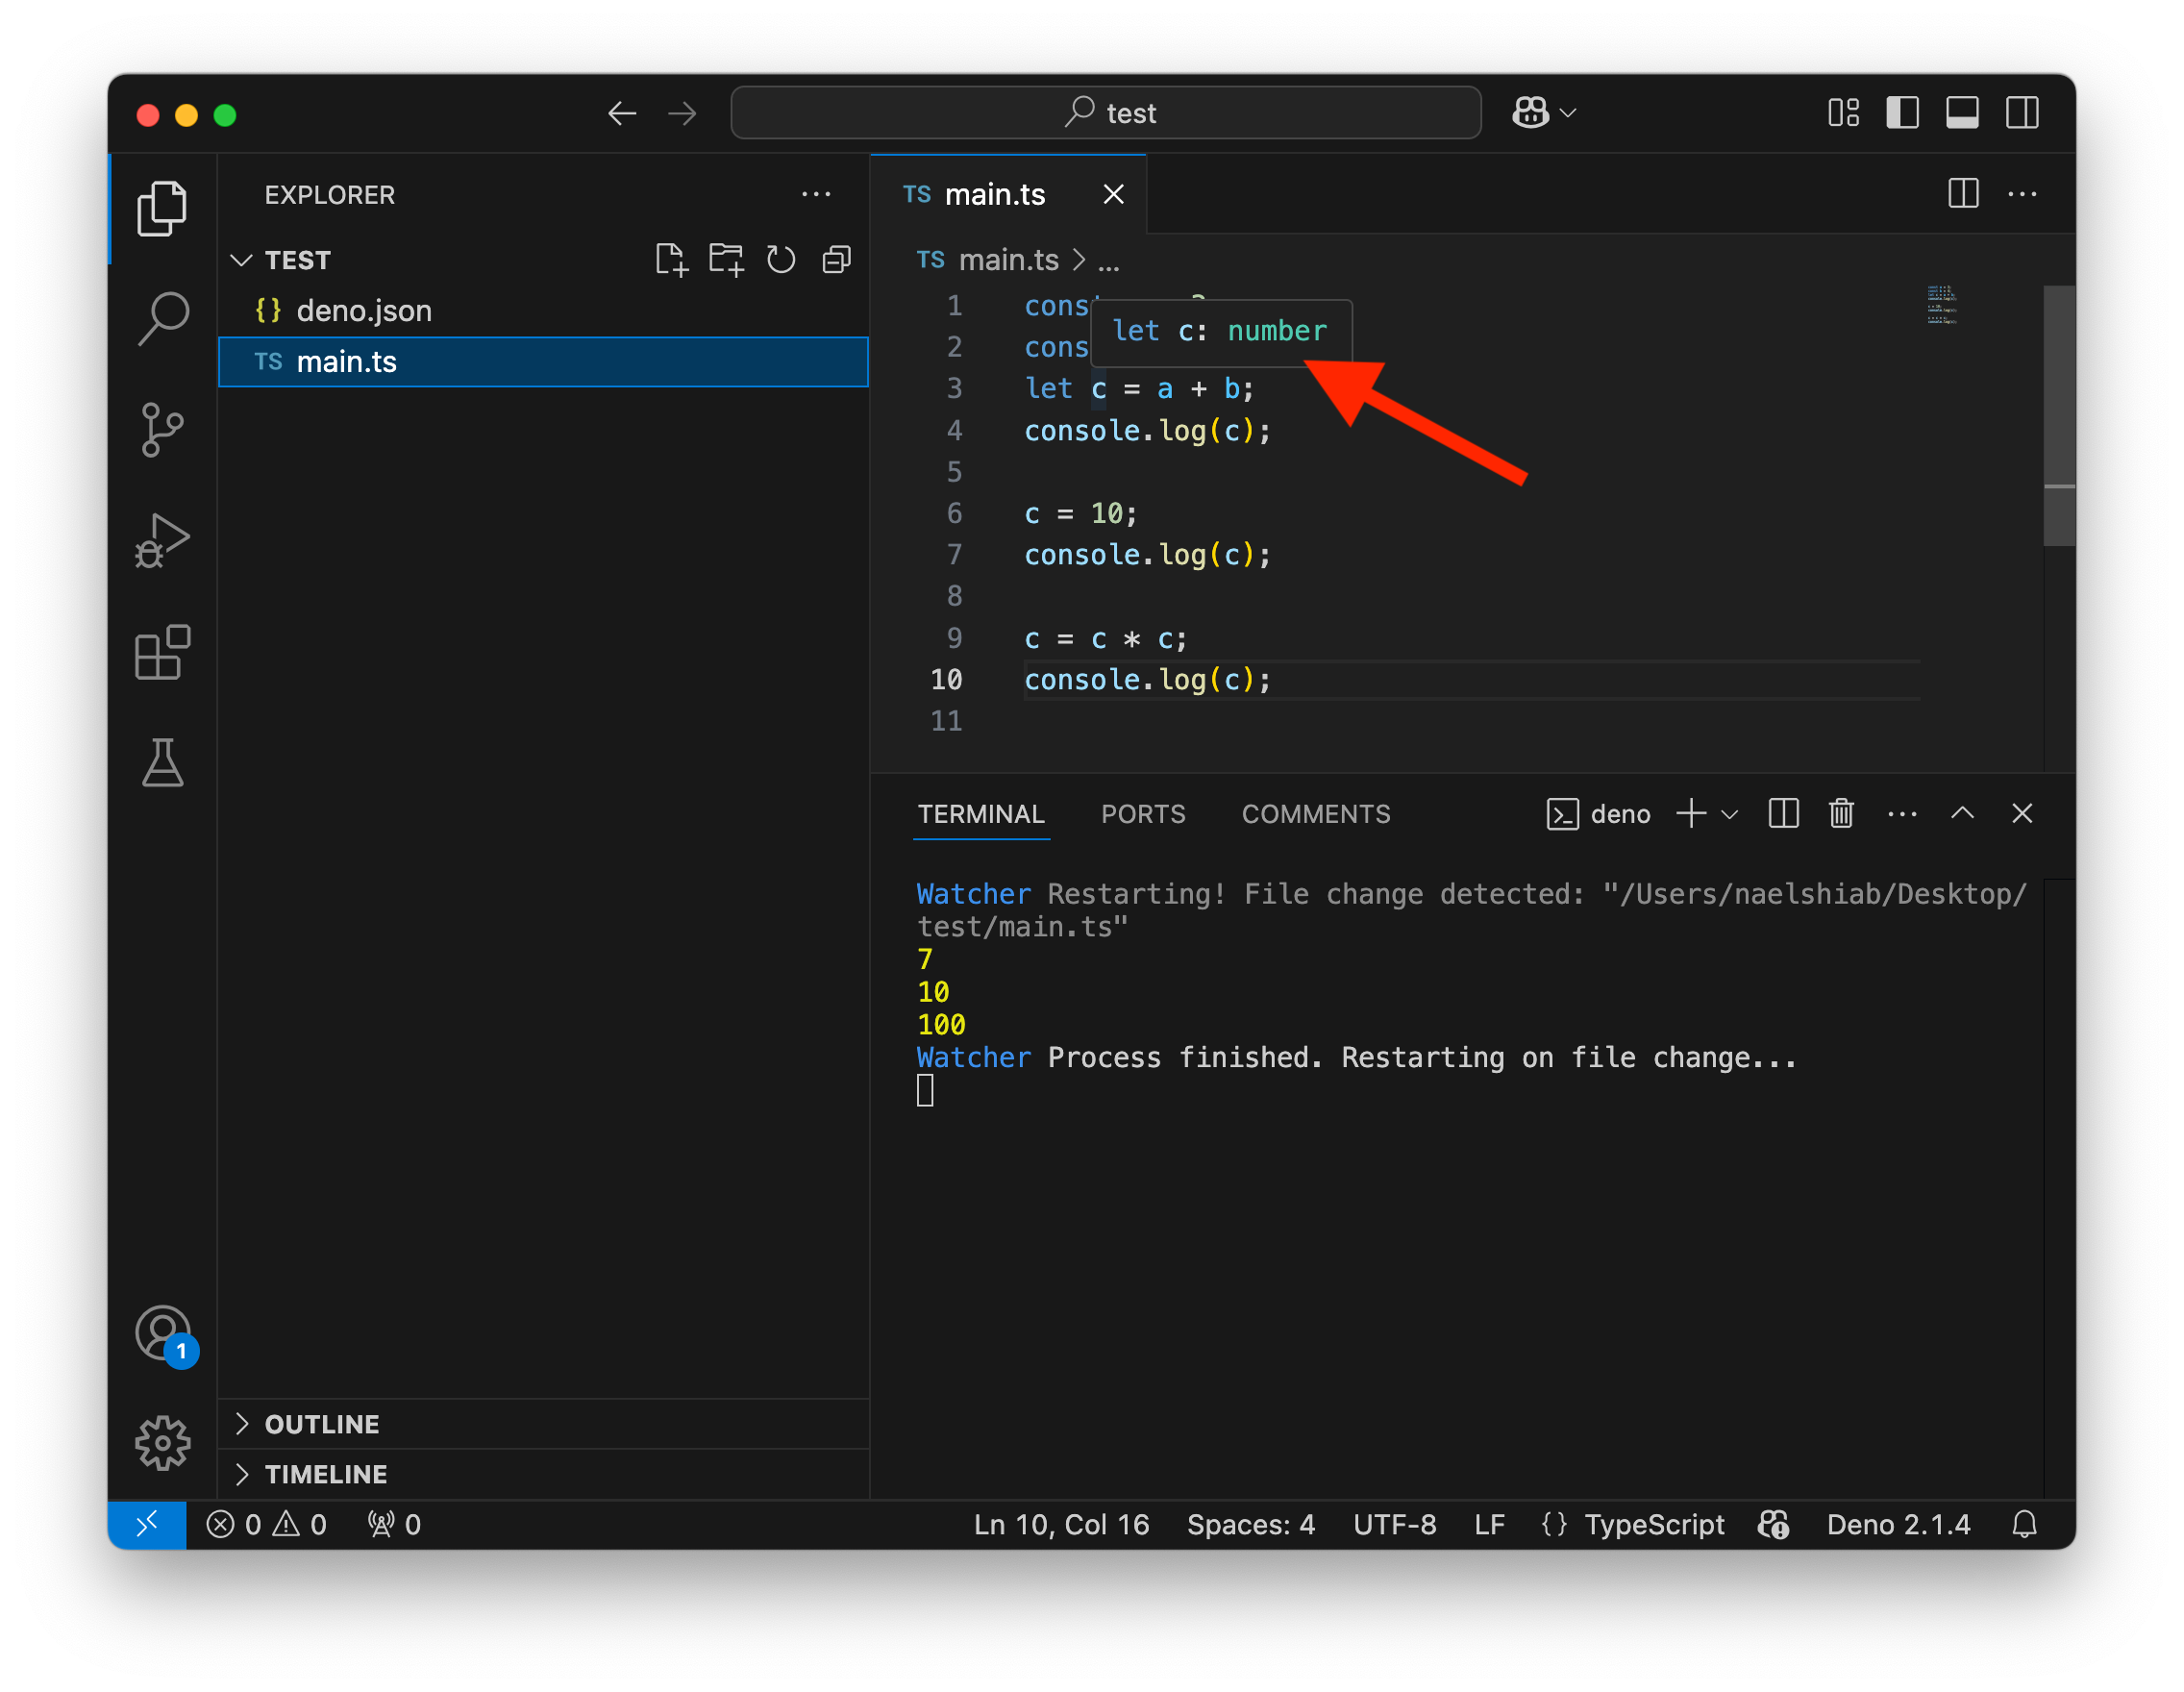 test
EXPLORER
TEST
{} deno.json
TS main.ts
OUTLINE
TIMELINE
1
TS main.ts
TS main.ts > ...
1 cons
2 cons
let c: number
3 let c = a + b;
4 console.log(c);
5
6 c = 10;
7 console.log(c);
8
9 c = c * c;
10 console.log(c);
11
TERMINAL PORTS COMMENTS deno
Watcher Restarting! File change detected: "/Users/naelshiab/Desktop/
test/main.ts"
7
10
100
Watcher Process finished. Restarting on file change...
0 0 0 Ln 10, Col 16 Spaces: 4 UTF-8 LF {} TypeScript Deno 2.1.4